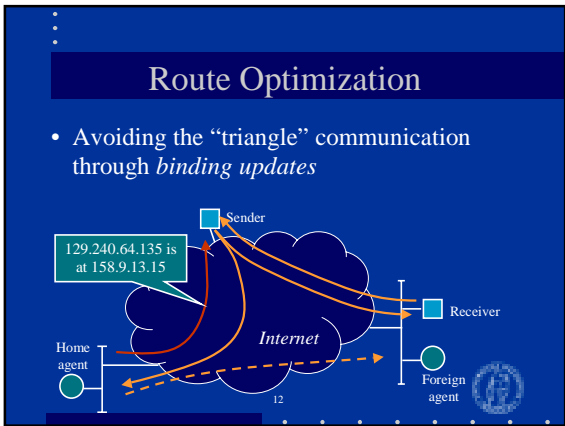 Route Optimization
• Avoiding the “triangle” communication
through binding updates
Sender
129.240.64.135 is
at 158.9.13.15
Receiver
Internet
Home
agent
Foreign
agent
12